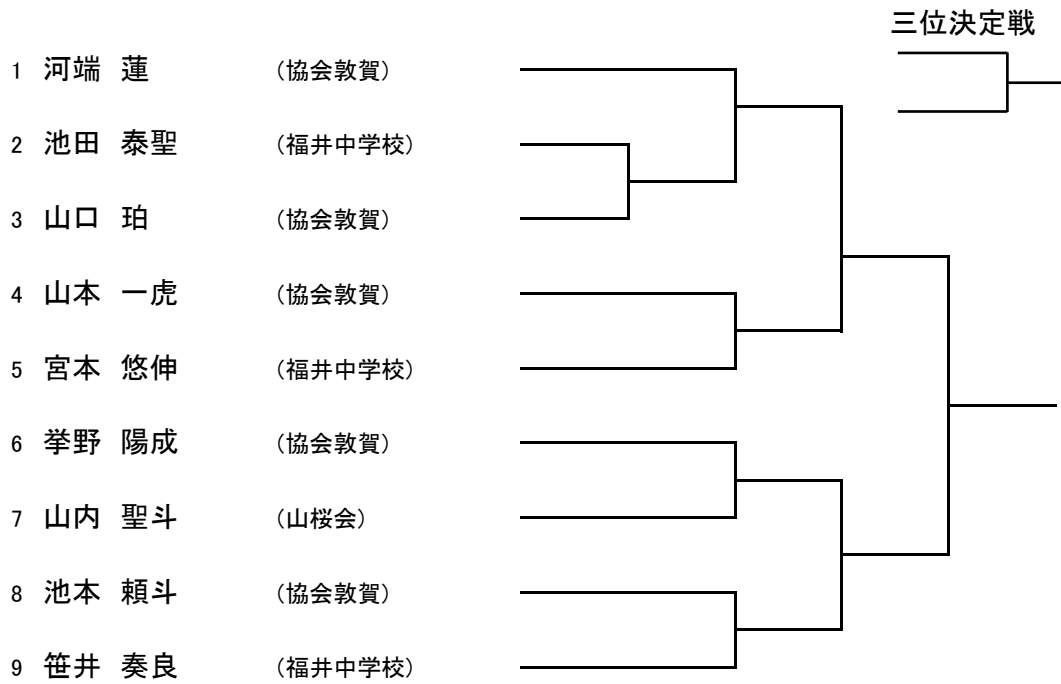 三位決定戦
1 河端 蓮 (協会敦賀)
2 池田 泰聖 (福井中学校)
3 山口 珀 (協会敦賀)
4 山本 一虎 (協会敦賀)
5 宮本 悠伸 (福井中学校)
6 挙野 陽成 (協会敦賀)
7 山内 聖斗 (山桜会)
8 池本 頼斗 (協会敦賀)
9 笹井 奏良 (福井中学校)